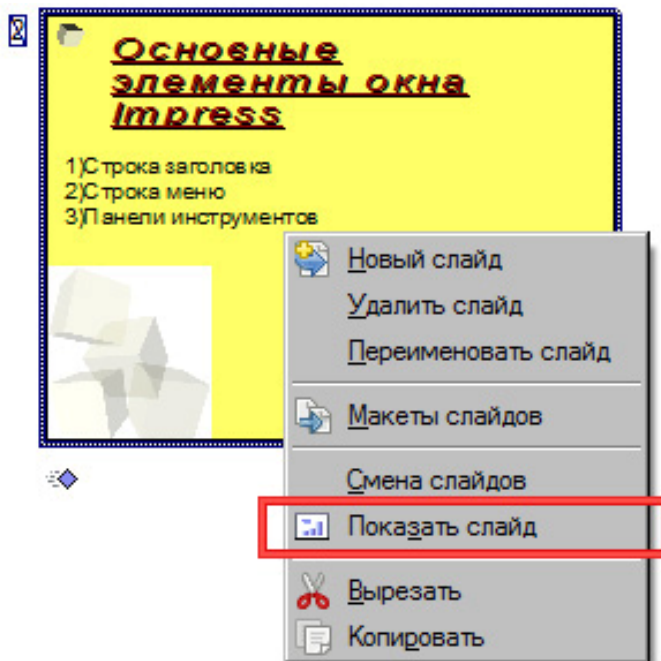 2
Основные
элементы окна
Impress
1)Строка заголовка
2)Строка меню
3)Панели инструментов
Новый слайд
Удалить слайд
Переименовать слайд
Макеты слайдов
Смена слайдов
Показать слайд
Вырезать
Копировать